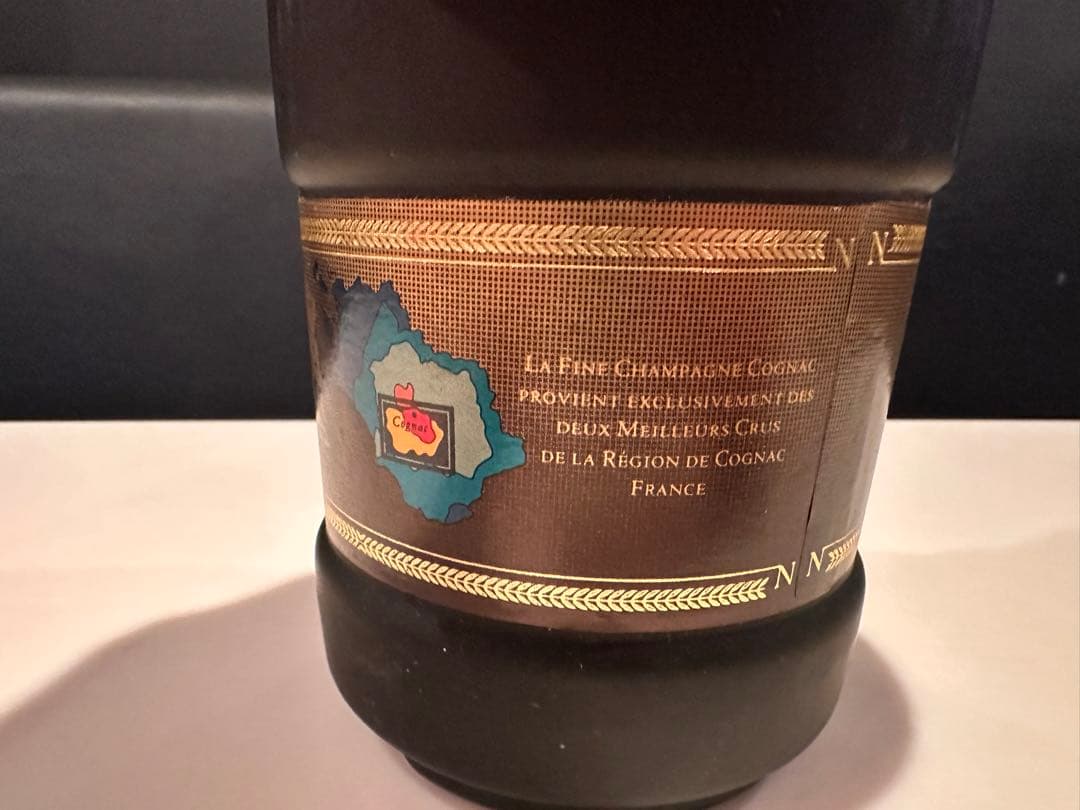 N N
LA FINE CHAMPAGNE COGNAC
PROVIENT EXCLUSIVEMENT DES
DEUX MEILLEURS CRUS
DE LA RÉGION DE COGNAC
FRANCE
Cognac
N N